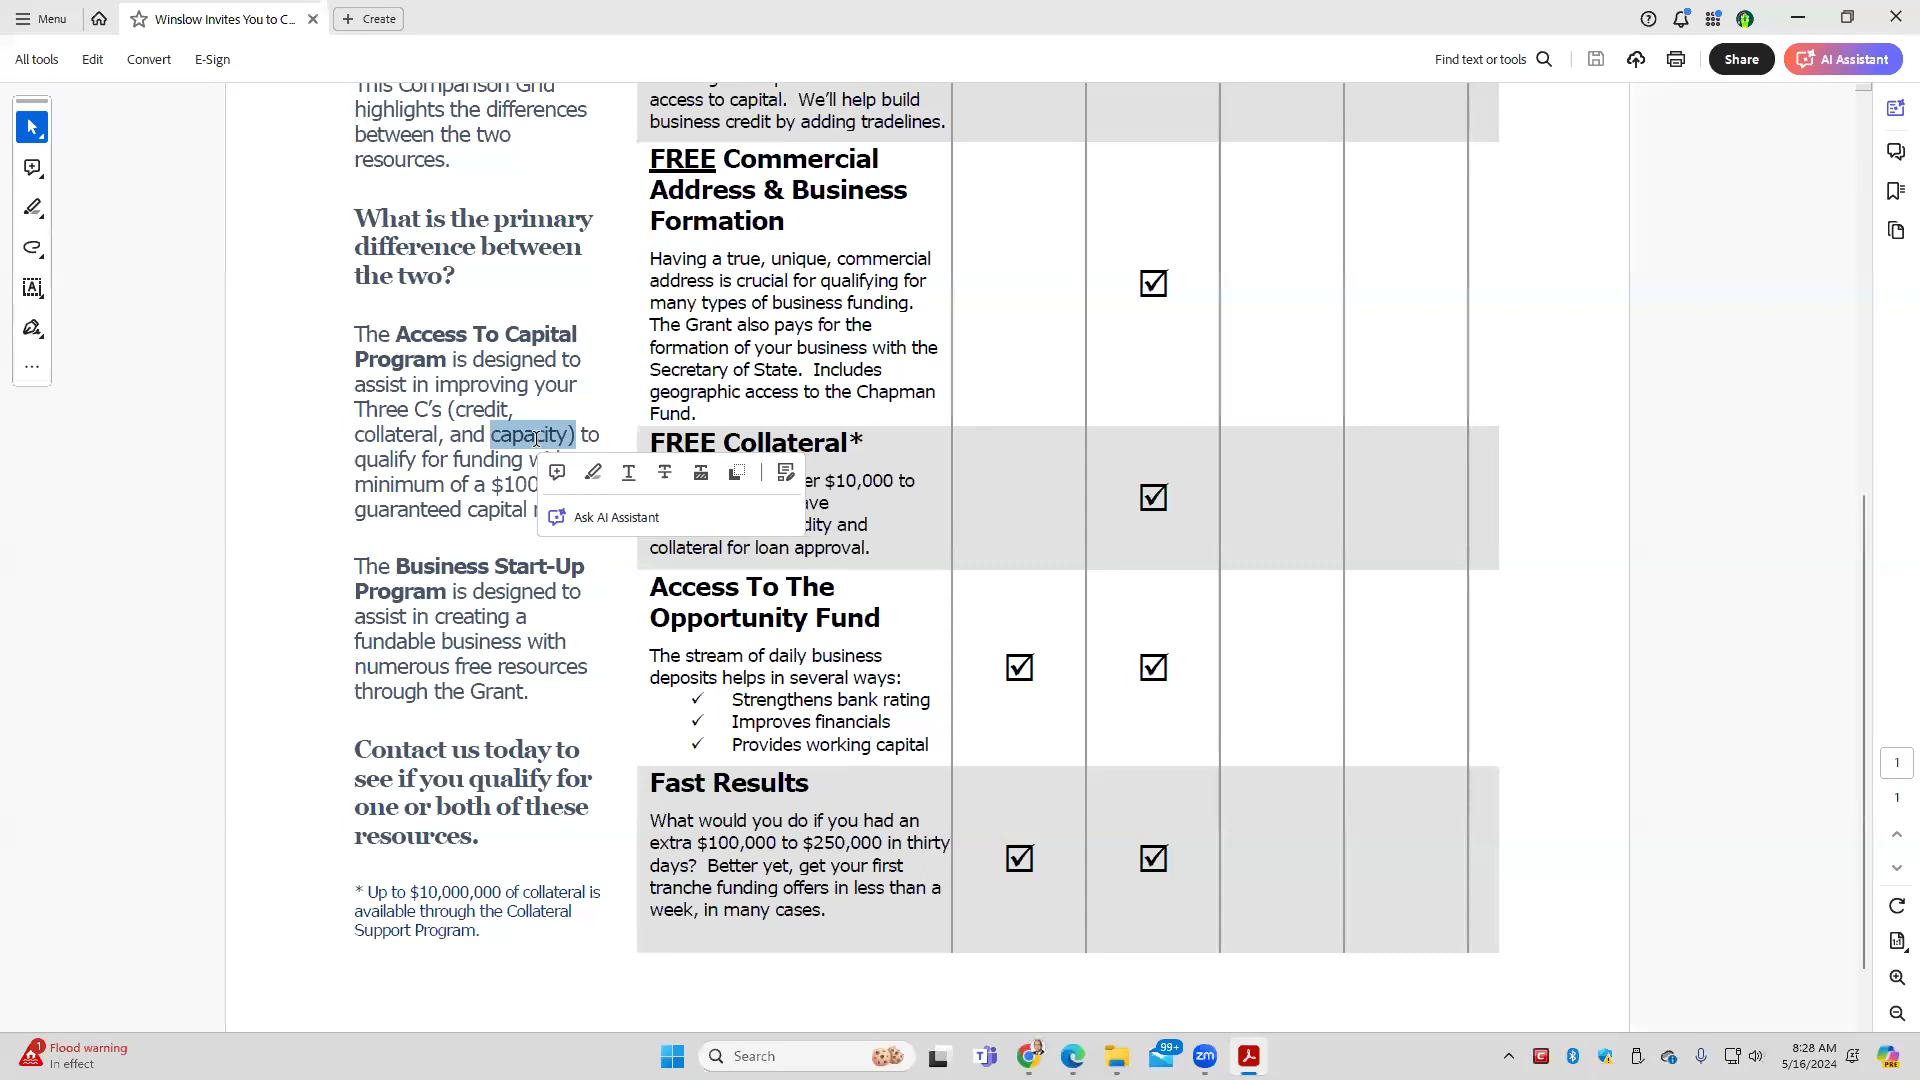 Menu
Winslow Invites You to C...
Create
All tools
Edit
Convert
E-Sign
Find text or tools
Share
AI Assistant
This Comparison Grid
highlights the differences
between the two
resources.
What is the primary
difference between
the two?
The Access To Capital
Program is designed to
assist in improving your
Three C's (credit,
collateral, and capacity) to
qualify for funding
minimum of a $100
guaranteed capital
The Business Start-Up
Program is designed to
assist in creating a
fundable business with
numerous free resources
through the Grant.
Contact us today to
see if you qualify for
one or both of these
resources.
* Up to $10,000,000 of collateral is
available through the Collateral
Support Program.
access to capital. We'll help build
business credit by adding tradelines.
FREE Commercial
Address & Business
Formation
Having a true, unique, commercial
address is crucial for qualifying for
many types of business funding.
The Grant also pays for the
formation of your business with the
Secretary of State. Includes
geographic access to the Chapman
Fund.
FREE Collateral*
$10,000 to
and
collateral for loan approval.
Ask AI Assistant
Access To The
Opportunity Fund
The stream of daily business
deposits helps in several ways:
✓ Strengthens bank rating
✓ Improves financials
✓ Provides working capital
Fast Results
What would you do if you had an
extra $100,000 to $250,000 in thirty
days? Better yet, get your first
tranche funding offers in less than a
week, in many cases.
1
1
Flood warning
In effect
Search
99+
zm
8:28 AM
5/16/2024
PRE